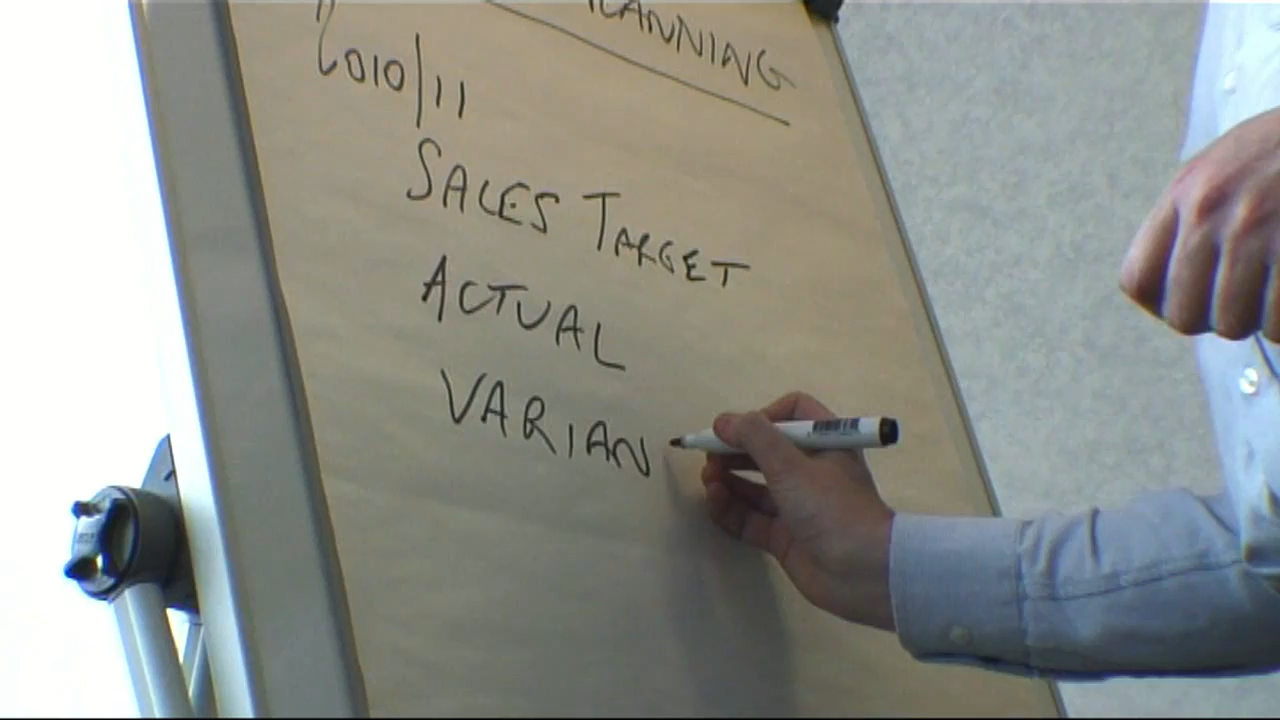 PLANNING
2010/11
SALES TARGET
ACTUAL
VARIAN